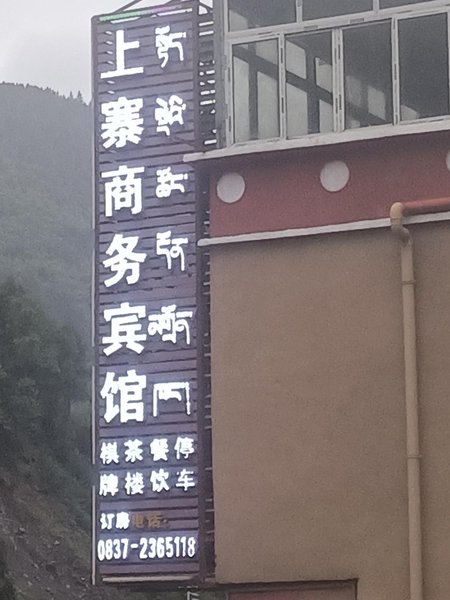 上寨商务宾馆
棋牌 茶楼 餐饮 停车
订房电话:
0837-2365118